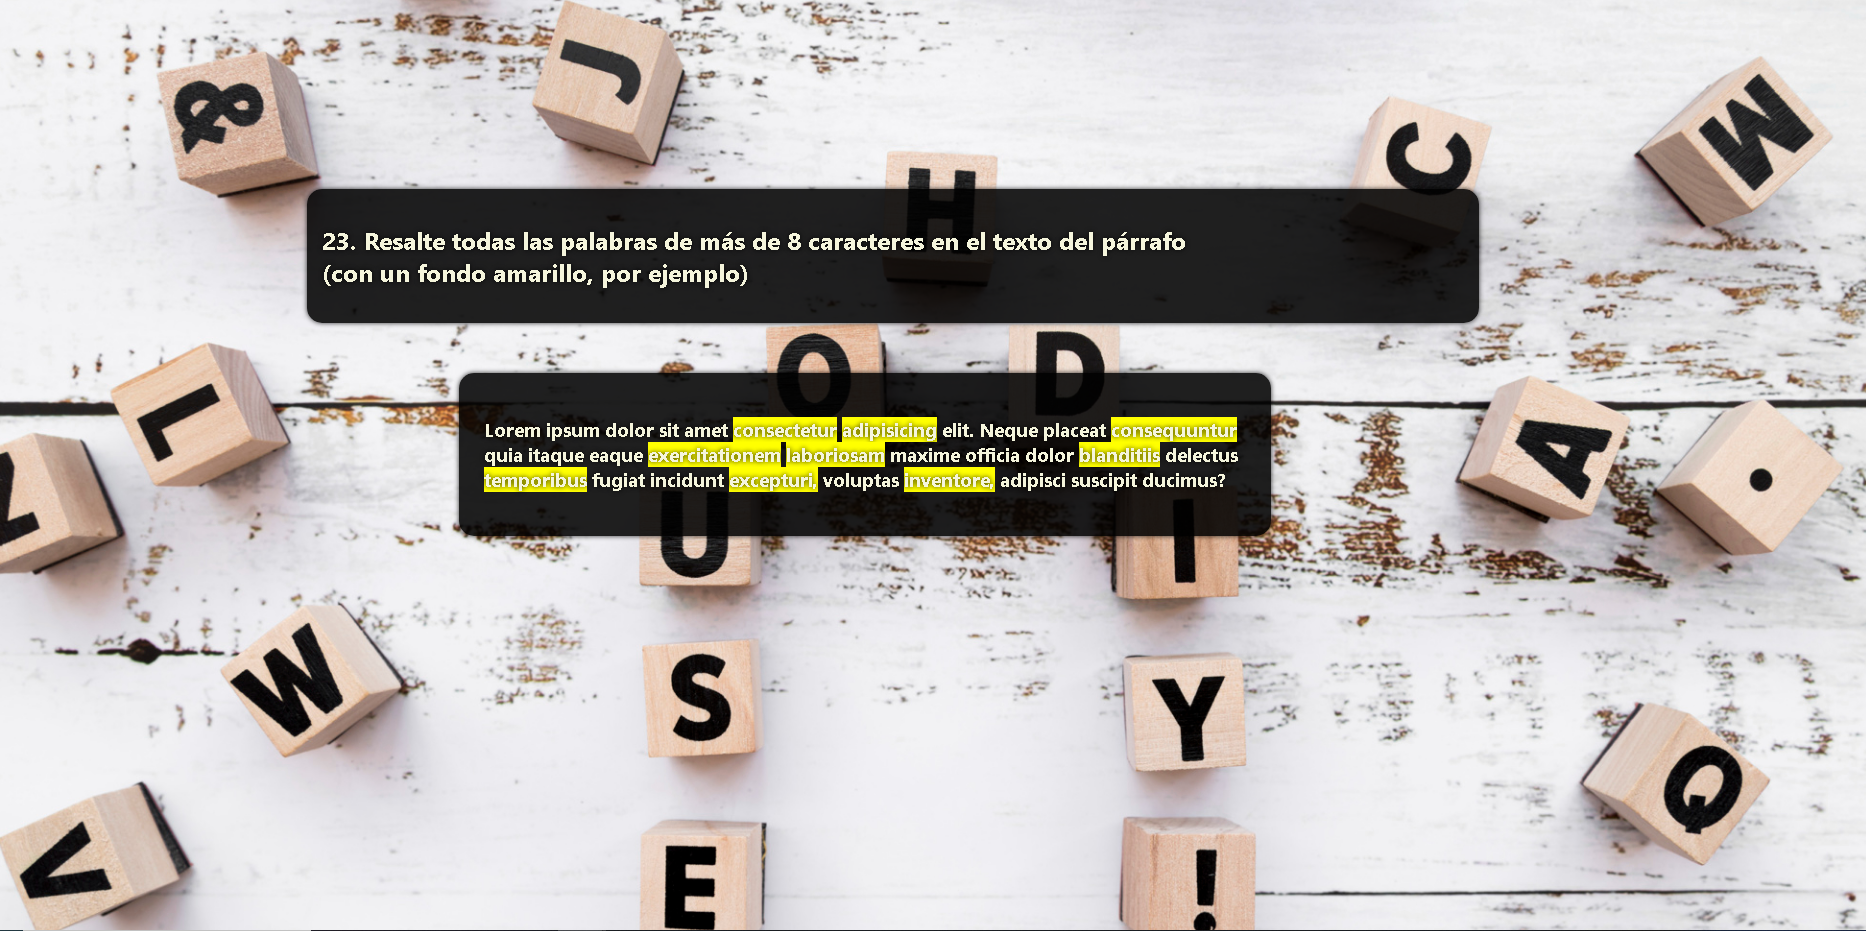 &
J
C
M
H
23. Resalte todas las palabras de más de 8 caracteres en el texto del párrafo
(con un fondo amarillo, por ejemplo)
O D
L
A
Lorem ipsum dolor sit amet consectetur adipisicing elit. Neque placeat consequuntur
quia itaque eaque exercitationem laboriosam maxime officia dolor blanditiis delectus
temporibus fugiat incidunt excepturi, voluptas inventore, adipisci suscipit ducimus?
N
•
U I
W
S Y
Q
V
E !